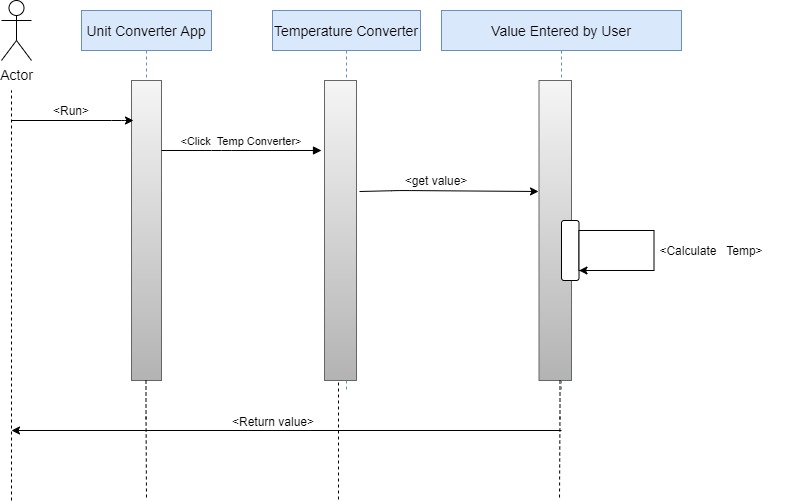 Unit Converter App
Temperature Converter
Value Entered by User
Actor
<Run>
<Click Temp Converter>
<get value>
<Calculate Temp>
<Return value>